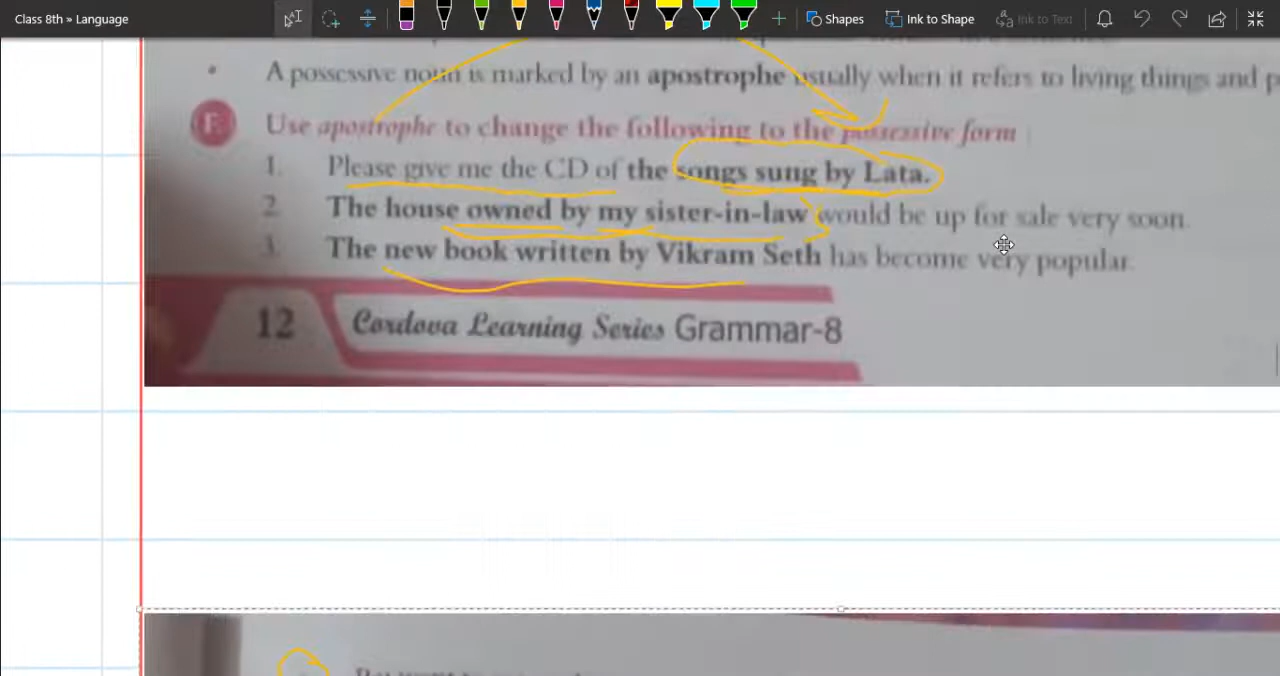 Class 8th » Language
Shapes
Ink to Shape
Ink to Text
• A possessive noun is marked by an apostrophe usually when it refers to living things and p
F. Use apostrophe to change the following to the possessive form
1. Please give me the CD of the songs sung by Lata.
2. The house owned by my sister-in-law would be up for sale very soon.
3. The new book written by Vikram Seth has become very popular.
12 Cordova Learning Series Grammar-8